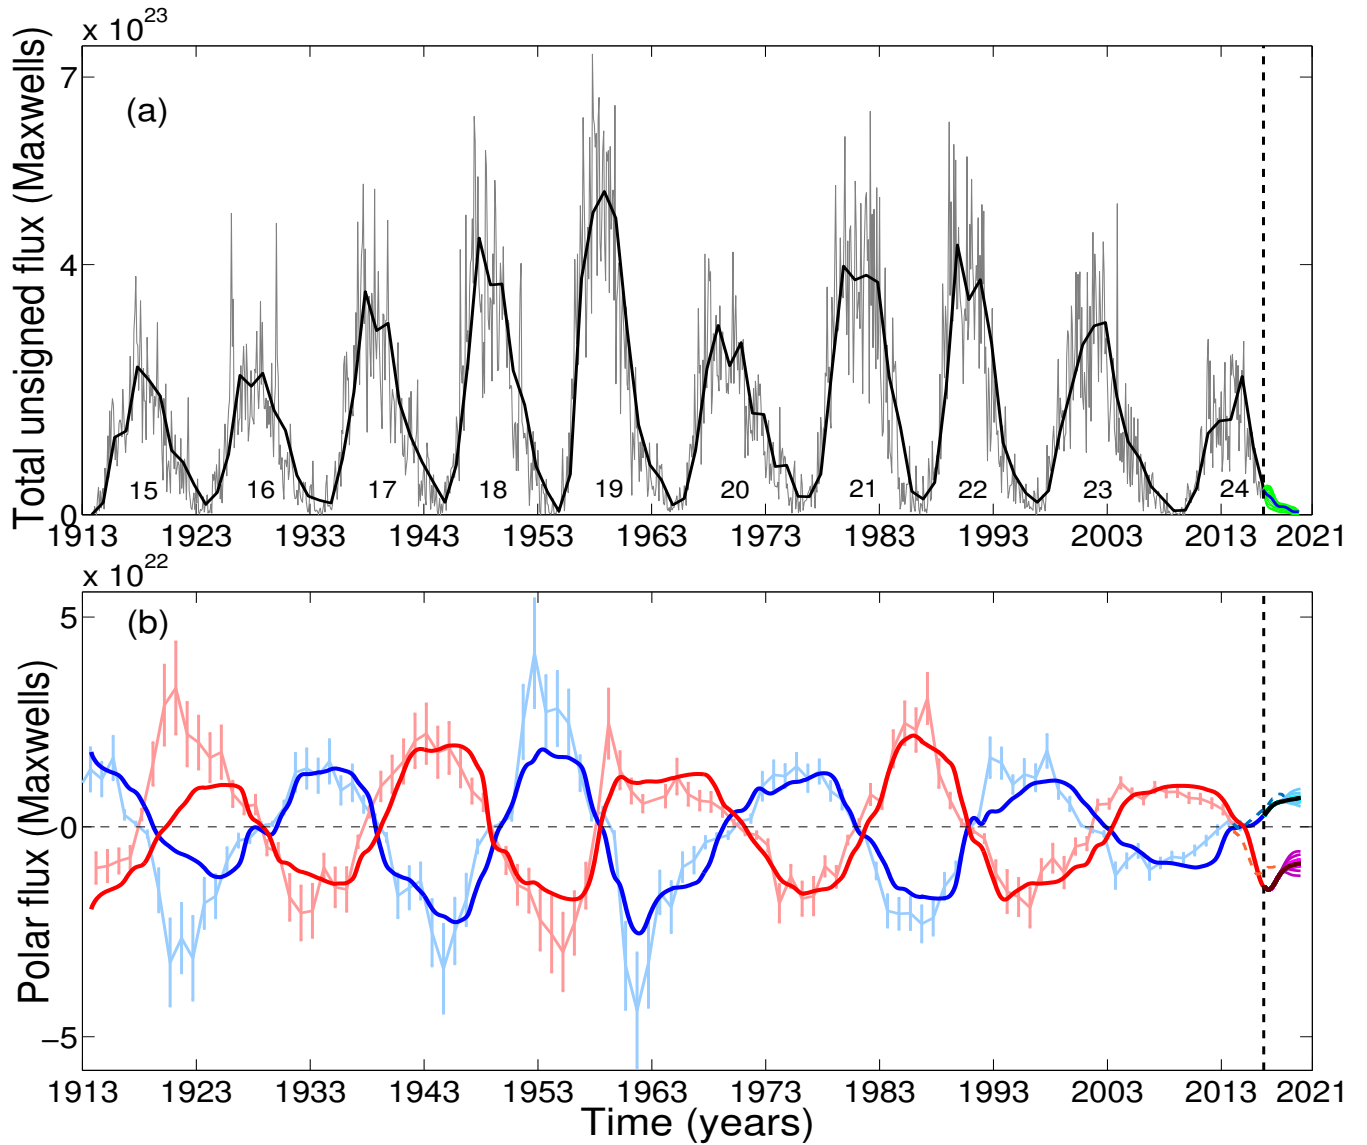 x 10^23
Total unsigned flux (Maxwells)
7
4
0
(a)
15 16 17 18 19 20 21 22 23 24
1913 1923 1933 1943 1953 1963 1973 1983 1993 2003 2013 2021
x 10^22
Polar flux (Maxwells)
5
0
−5
(b)
1913 1923 1933 1943 1953 1963 1973 1983 1993 2003 2013 2021
Time (years)